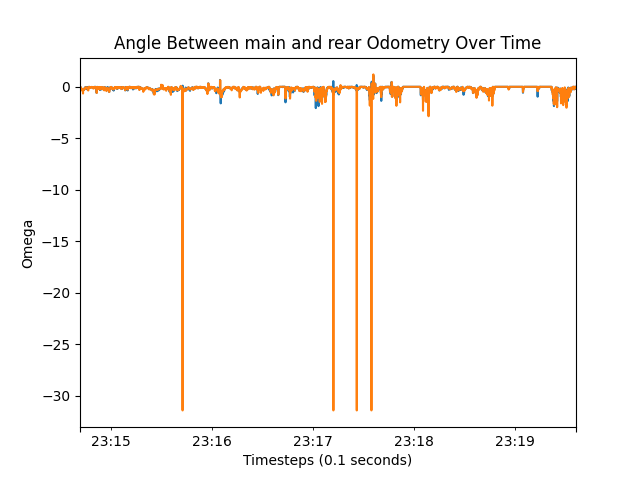 Angle Between main and rear Odometry Over Time
0
−5
−10
−15
−20
−25
−30
Omega
23:15 23:16 23:17 23:18 23:19
Timesteps (0.1 seconds)